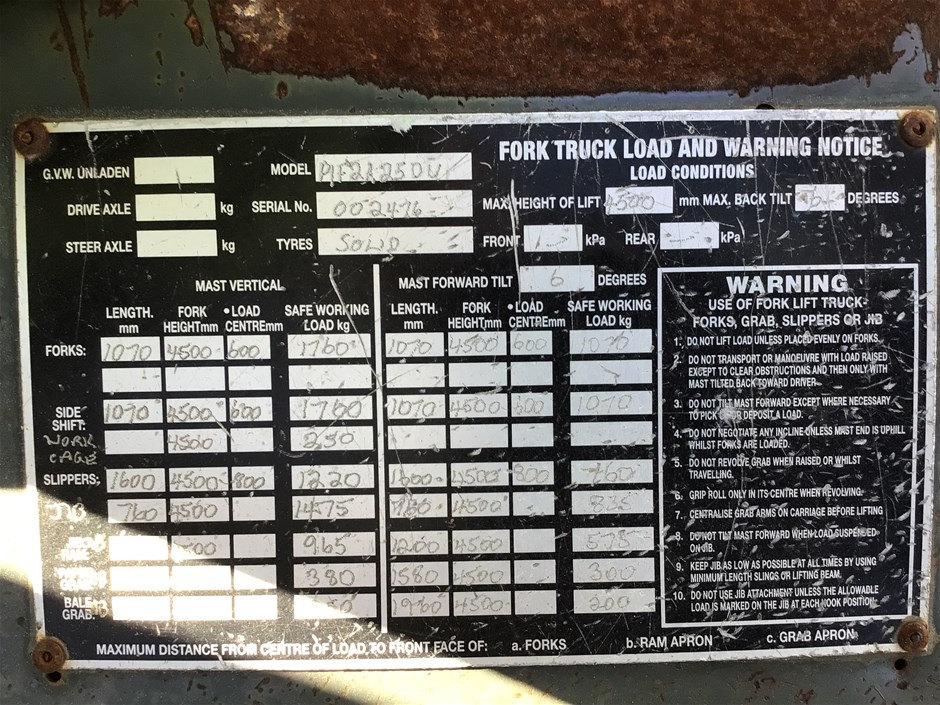 FORK TRUCK LOAD AND WARNING NOTICE
LOAD CONDITIONS
G.V.W. UNLADEN
MODEL
DRIVE AXLE kg SERIAL No. 002476 MAX. HEIGHT OF LIFT 4500 mm MAX. BACK TILT DEGREES
STEER AXLE kg TYRES SOLID FRONT kPa REAR kPa
MAST VERTICAL MAST FORWARD TILT 6 DEGREES
LENGTH. mm FORK HEIGHTmm •LOAD CENTREmm SAFE WORKING LOAD kg LENGTH. mm FORK HEIGHTmm •LOAD CENTREmm SAFE WORKING LOAD kg
FORKS: 1070 4500 600 1760 1070 4500 600 1070
SIDE SHIFT: 1070 4500 600 1760 1070 4500 600 1070
WORK CAGE 4500 350
SLIPPERS; 1600 4500 800 1220 1600 4500 800 760
760 4500 1475 760 4500 835
965 1200 4500 575
380 1580 4500 300
BALE GRAB. 1960 4500 200
MAXIMUM DISTANCE FROM CENTRE OF LOAD TO FRONT FACE OF: a. FORKS b. RAM APRON c. GRAB APRON
WARNING
USE OF FORK LIFT TRUCK-
FORKS, GRAB, SLIPPERS OR JIB
1. DO NOT LIFT LOAD UNLESS PLACED EVENLY ON FORKS.
2. DO NOT TRANSPORT OR MANOEUVRE WITH LOAD RAISED
EXCEPT TO CLEAR OBSTRUCTIONS AND THEN ONLY WITH
MAST TILTED BACK TOWARD DRIVER.
3. DO NOT TILT MAST FORWARD EXCEPT WHERE NECESSARY
TO PICK UP OR DEPOSIT A LOAD.
4. DO NOT NEGOTIATE ANY INCLINE UNLESS MAST END IS UPHILL
WHILST FORKS ARE LOADED.
5. DO NOT REVOLVE GRAB WHEN RAISED OR WHILST
TRAVELLING.
6. GRIP ROLL ONLY IN ITS CENTRE WHEN REVOLVING.
7. CENTRALISE GRAB ARMS ON CARRIAGE BEFORE LIFTING
8. DO NOT TILT MAST FORWARD WHEN LOAD SUSPENDED
ON JIB.
9. KEEP JIB AS LOW AS POSSIBLE AT ALL TIMES BY USING
MINIMUM LENGTH SLINGS OR LIFTING BEAM.
10. DO NOT USE JIB ATTACHMENT UNLESS THE ALLOWABLE
LOAD IS MARKED ON THE JIB AT EACH HOOK POSITION.